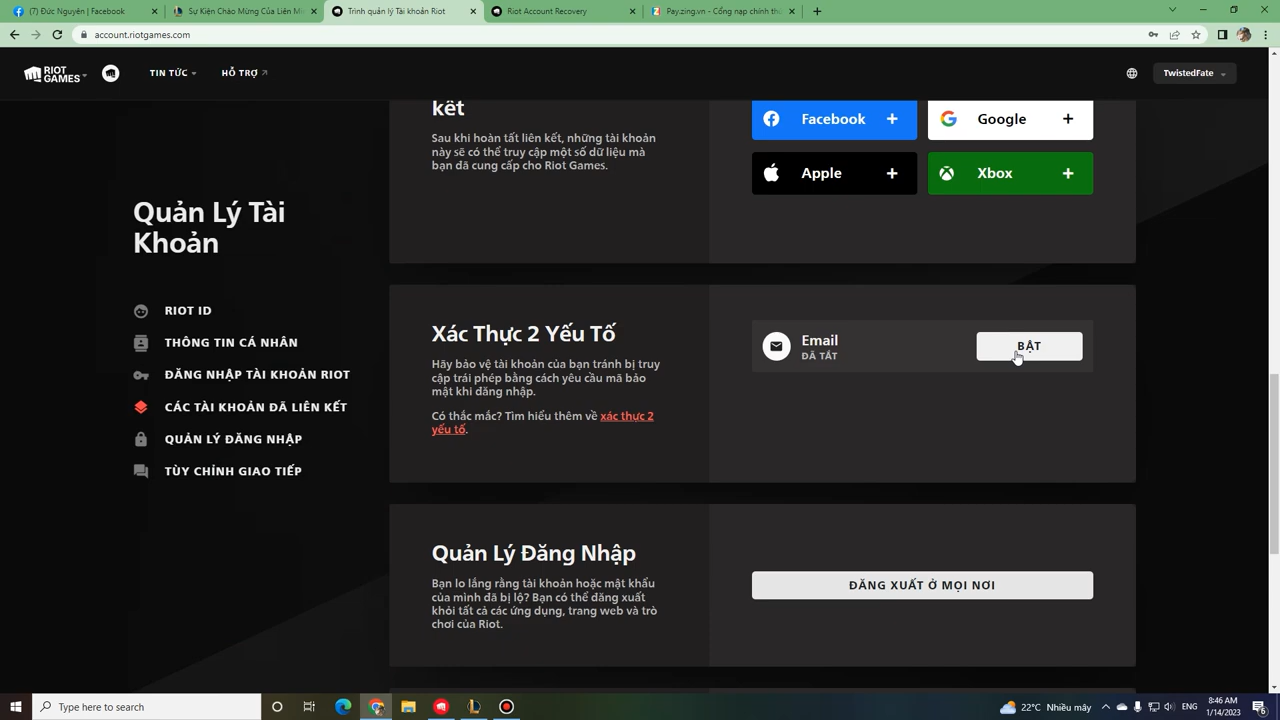 (7) Đức Nguyên | Facebook
Sự Kiện Chào Mừng Của Liên Mi
Trình quản lý Tài khoản Riot
Riot Account Recovery
Pay.zing.vn - Cổng nạp chính th
account.riotgames.com
RIOT
GAMES
TIN TỨC
HỖ TRỢ
TwistedFate
kết
Sau khi hoàn tất liên kết, những tài khoản
này sẽ có thể truy cập một số dữ liệu mà
bạn đã cung cấp cho Riot Games.
Facebook
Google
Apple
Xbox
Quản Lý Tài
Khoản
RIOT ID
THÔNG TIN CÁ NHÂN
ĐĂNG NHẬP TÀI KHOẢN RIOT
CÁC TÀI KHOẢN ĐÃ LIÊN KẾT
QUẢN LÝ ĐĂNG NHẬP
TÙY CHỈNH GIAO TIẾP
Xác Thực 2 Yếu Tố
Hãy bảo vệ tài khoản của bạn tránh bị truy
cập trái phép bằng cách yêu cầu mã bảo
mật khi đăng nhập.
Có thắc mắc? Tìm hiểu thêm về xác thực 2
yếu tố.
Email
ĐÃ TẮT
BẬT
Quản Lý Đăng Nhập
Bạn lo lắng rằng tài khoản hoặc mật khẩu
của mình đã bị lộ? Bạn có thể đăng xuất
khỏi tất cả các ứng dụng, trang web và trò
chơi của Riot.
ĐĂNG XUẤT Ở MỌI NƠI
Type here to search
22°C Nhiều mây
ENG
8:46 AM
1/14/2023
6